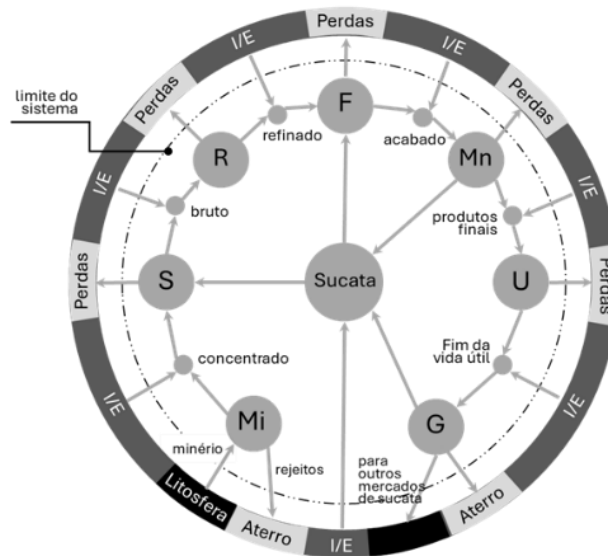 Perdas
I/E
I/E
Perdas
Perdas
limite do
sistema
F
refinado
acabado
R
Mn
I/E
I/E
bruto
produtos
finais
Perdas
S
Sucata
U
Perdas
concentrado
Fim da
vida útil
I/E
I/E
Mi
G
minério
rejeitos
para
outros
mercados
de sucata
Litosfera
Aterro
I/E
Aterro